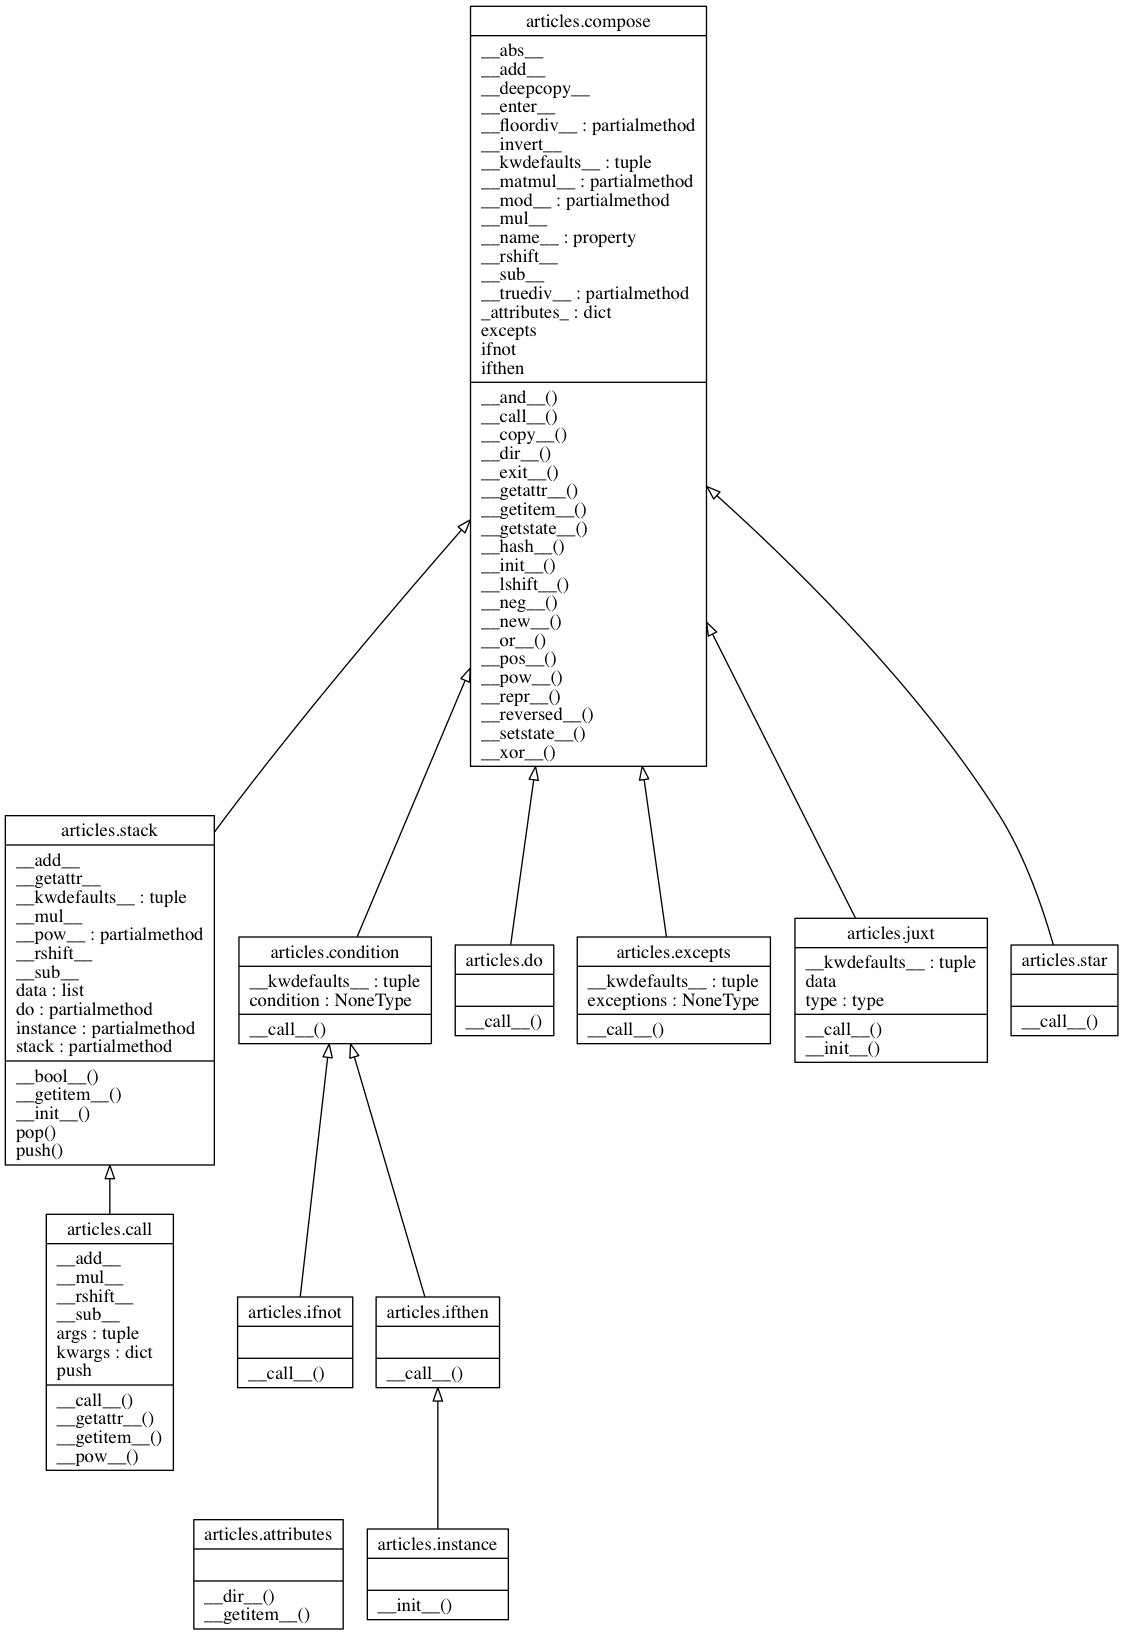 articles.compose
__abs__
__add__
__deepcopy__
__enter__
__floordiv__ : partialmethod
__invert__
__kwdefaults__ : tuple
__matmul__ : partialmethod
__mod__ : partialmethod
__mul__
__name__ : property
__rshift__
__sub__
__truediv__ : partialmethod
_attributes_ : dict
excepts
ifnot
ifthen
__and__()
__call__()
__copy__()
__dir__()
__exit__()
__getattr__()
__getitem__()
__getstate__()
__hash__()
__init__()
__lshift__()
__neg__()
__new__()
__or__()
__pos__()
__pow__()
__repr__()
__reversed__()
__setstate__()
__xor__()
articles.stack
__add__
__getattr__
__kwdefaults__ : tuple
__mul__
__pow__ : partialmethod
__rshift__
__sub__
data : list
do : partialmethod
instance : partialmethod
stack : partialmethod
__bool__()
__getitem__()
__init__()
pop()
push()
articles.condition
__kwdefaults__ : tuple
condition : NoneType
__call__()
articles.do
__call__()
articles.excepts
__kwdefaults__ : tuple
exceptions : NoneType
__call__()
articles.juxt
__kwdefaults__ : tuple
data
type : type
__call__()
__init__()
articles.star
__call__()
articles.call
__add__
__mul__
__rshift__
__sub__
args : tuple
kwargs : dict
push
__call__()
__getattr__()
__getitem__()
__pow__()
articles.ifnot
__call__()
articles.ifthen
__call__()
articles.attributes
__dir__()
__getitem__()
articles.instance
__init__()